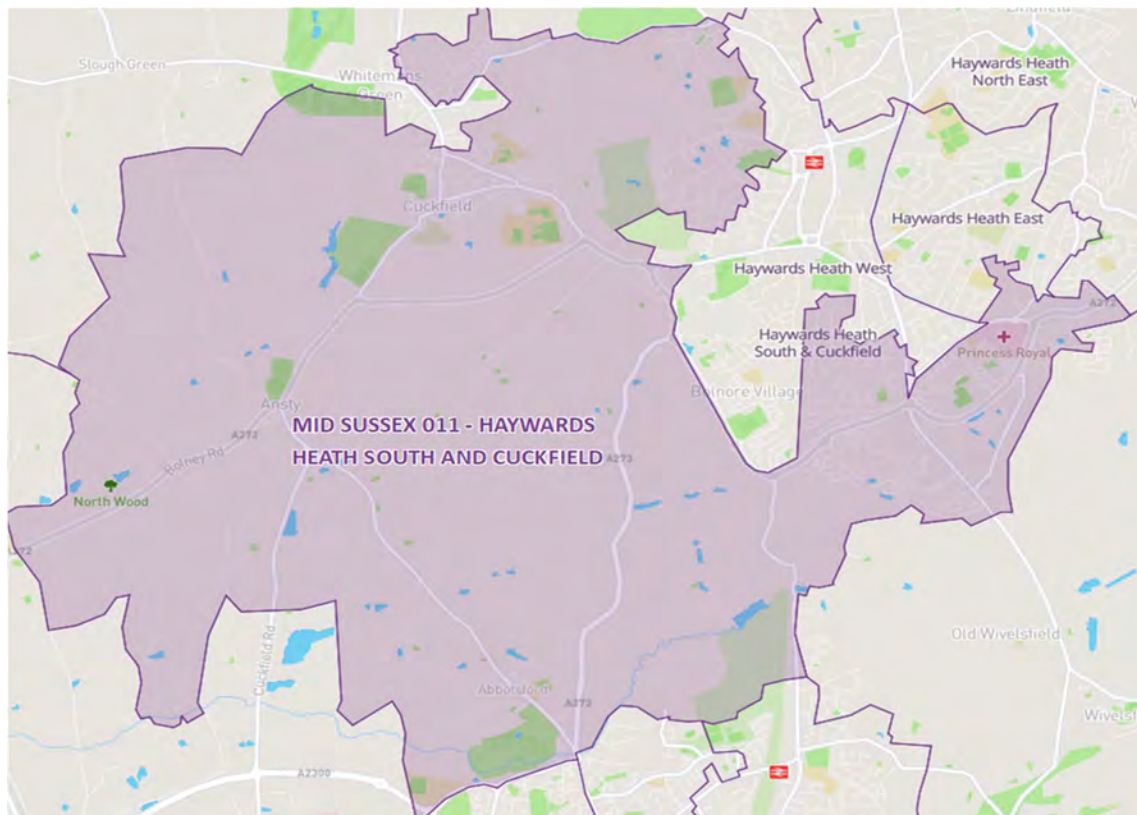 Lindfield
Slough Green
Haywards Heath
North East
Whitemans
Green
Cuckfield
Haywards Heath East
Haywards Heath West
A272
Haywards Heath
South & Cuckfield
Princess Royal
Bolnore Village
Ansty
MID SUSSEX 011 - HAYWARDS
HEATH SOUTH AND CUCKFIELD
A272
Bolney Rd
A273
North Wood
A272
Cuckfield Rd
Old Wivelsfield
Abbotsford
A273
A2300